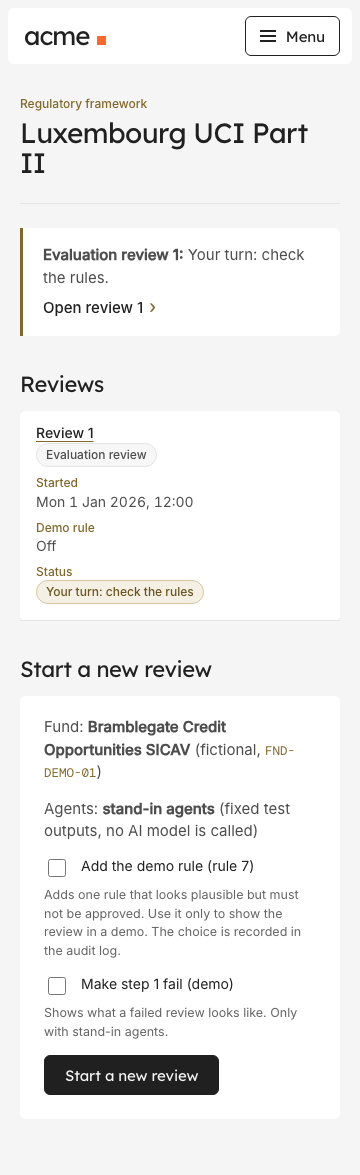 acme
Menu
Regulatory framework
Luxembourg UCI Part
II
Evaluation review 1: Your turn: check
the rules.
Open review 1 ›
Reviews
Review 1
Evaluation review
Started
Mon 1 Jan 2026, 12:00
Demo rule
Off
Status
Your turn: check the rules
Start a new review
Fund: Bramblegate Credit
Opportunities SICAV (fictional, FND-
DEMO-01)
Agents: stand-in agents (fixed test
outputs, no AI model is called)
Add the demo rule (rule 7)
Adds one rule that looks plausible but must
not be approved. Use it only to show the
review in a demo. The choice is recorded in
the audit log.
Make step 1 fail (demo)
Shows what a failed review looks like. Only
with stand-in agents.
Start a new review